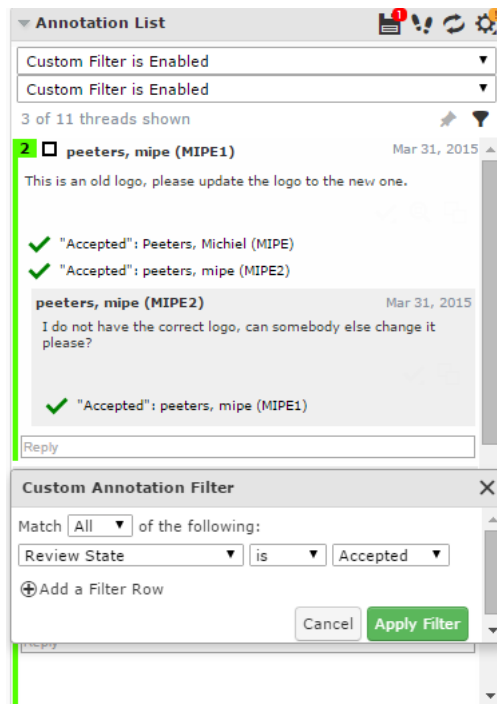 Annotation List
1
Custom Filter is Enabled
Custom Filter is Enabled
3 of 11 threads shown
2 peeters, mipe (MIPE1) Mar 31, 2015
This is an old logo, please update the logo to the new one.
"Accepted": Peeters, Michiel (MIPE)
"Accepted": peeters, mipe (MIPE2)
peeters, mipe (MIPE2) Mar 31, 2015
I do not have the correct logo, can somebody else change it
please?
"Accepted": peeters, mipe (MIPE1)
Reply
Custom Annotation Filter
Match All of the following:
Review State is Accepted
Add a Filter Row
Cancel Apply Filter
Reply